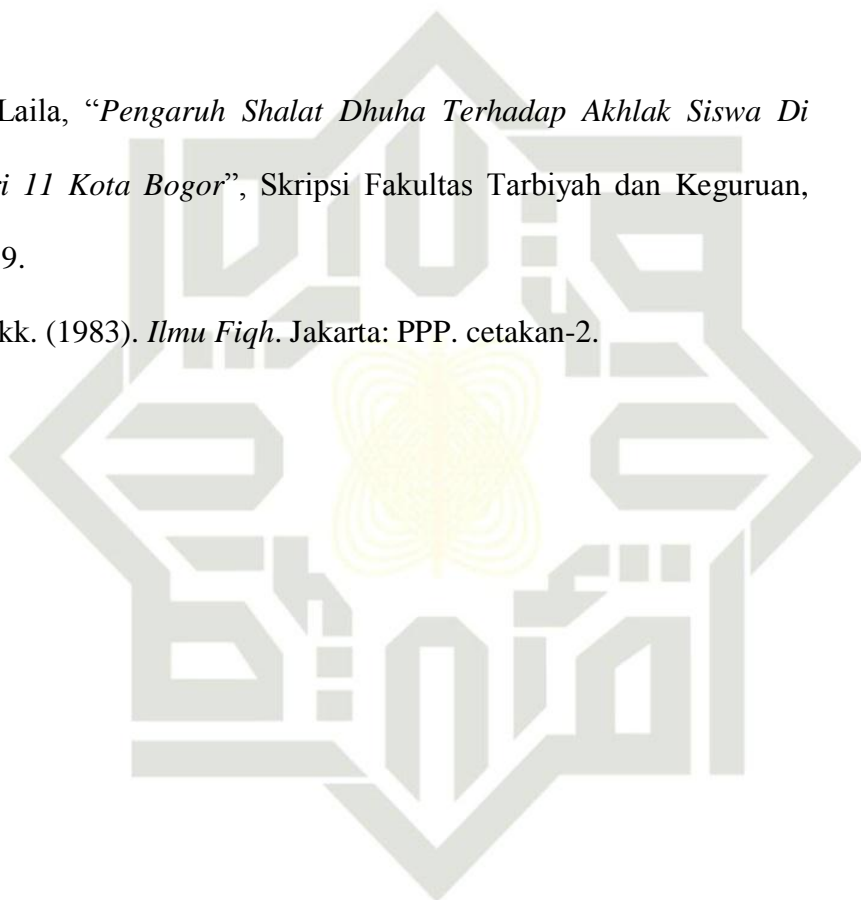 Laila, “Pengaruh Shalat Dhuha Terhadap Akhlak Siswa Di
ri 11 Kota Bogor”, Skripsi Fakultas Tarbiyah dan Keguruan,
9.
kk. (1983). Ilmu Fiqh. Jakarta: PPP. cetakan-2.